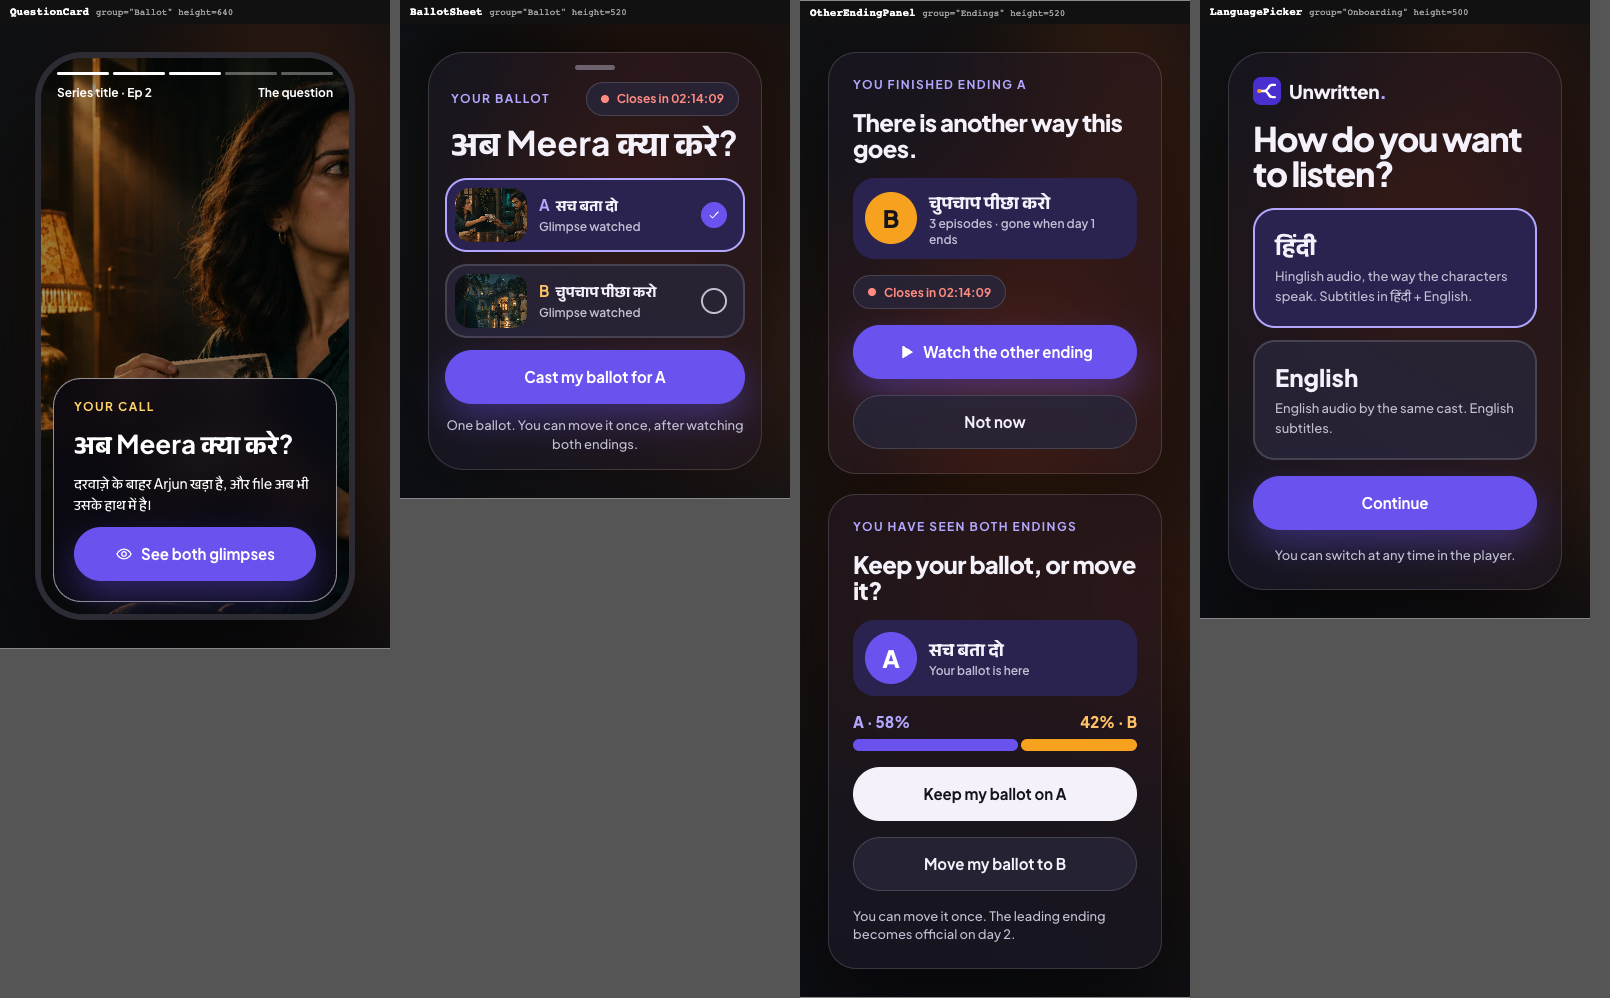 QuestionCard group="Ballot" height=640
Series title · Ep 2
The question
YOUR CALL
अब Meera क्या करे?
दरवाज़े के बाहर Arjun खड़ा है, और file अब भी
उसके हाथ में है।
See both glimpses
BallotSheet group="Ballot" height=520
YOUR BALLOT
Closes in 02:14:09
अब Meera क्या करे?
A सच बता दो
Glimpse watched
B चुपचाप पीछा करो
Glimpse watched
Cast my ballot for A
One ballot. You can move it once, after watching
both endings.
OtherEndingPanel group="Endings" height=520
YOU FINISHED ENDING A
There is another way this
goes.
B
चुपचाप पीछा करो
3 episodes · gone when day 1
ends
Closes in 02:14:09
Watch the other ending
Not now
YOU HAVE SEEN BOTH ENDINGS
Keep your ballot, or move
it?
A
सच बता दो
Your ballot is here
A · 58%
42% · B
Keep my ballot on A
Move my ballot to B
You can move it once. The leading ending
becomes official on day 2.
LanguagePicker group="Onboarding" height=500
Unwritten.
How do you want
to listen?
हिंदी
Hinglish audio, the way the characters
speak. Subtitles in हिंदी + English.
English
English audio by the same cast. English
subtitles.
Continue
You can switch at any time in the player.